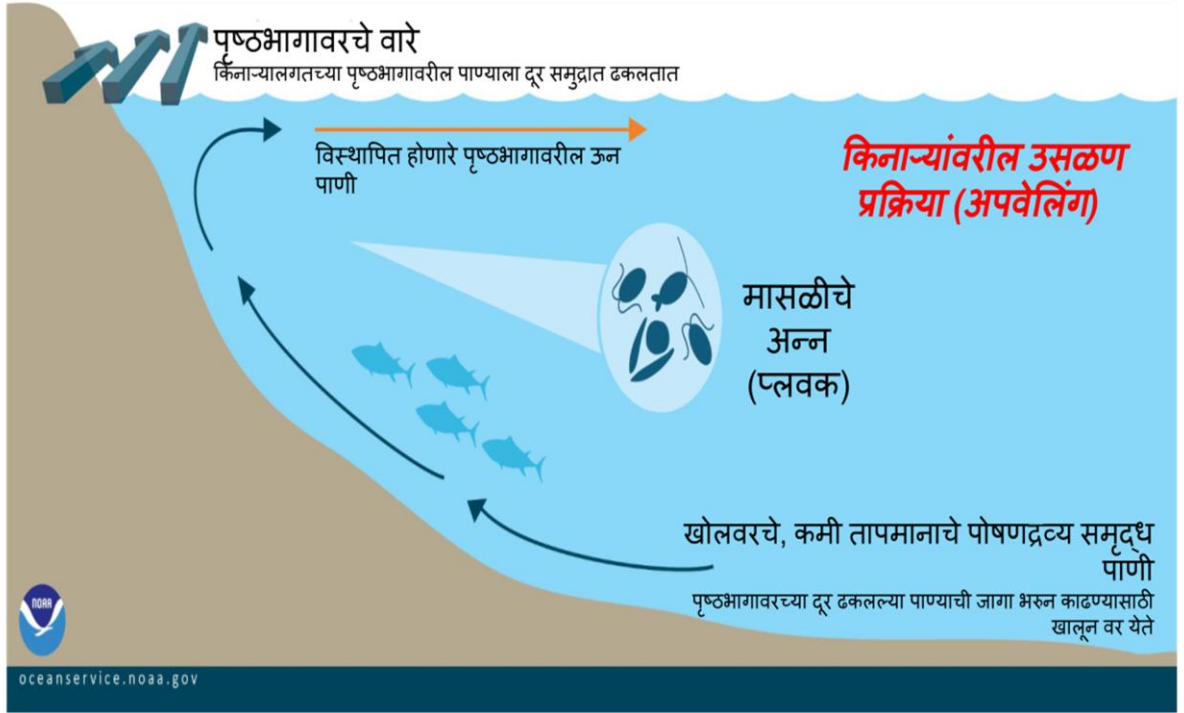 पृष्ठभागावरचे वारे
किनाऱ्यालगतच्या पृष्ठभागावरील पाण्याला दूर समुद्रात ढकलतात
विस्थापित होणारे पृष्ठभागावरील ऊन
पाणी
किनाऱ्यांवरील उसळण
प्रक्रिया (अपवेलिंग)
मासळीचे
अन्न
(प्लवक)
खोलवरचे, कमी तापमानाचे पोषणद्रव्य समृद्ध
पाणी
पृष्ठभागावरच्या दूर ढकलल्या पाण्याची जागा भरुन काढण्यासाठी
खालून वर येते
NOAA
oceanservice.noaa.gov